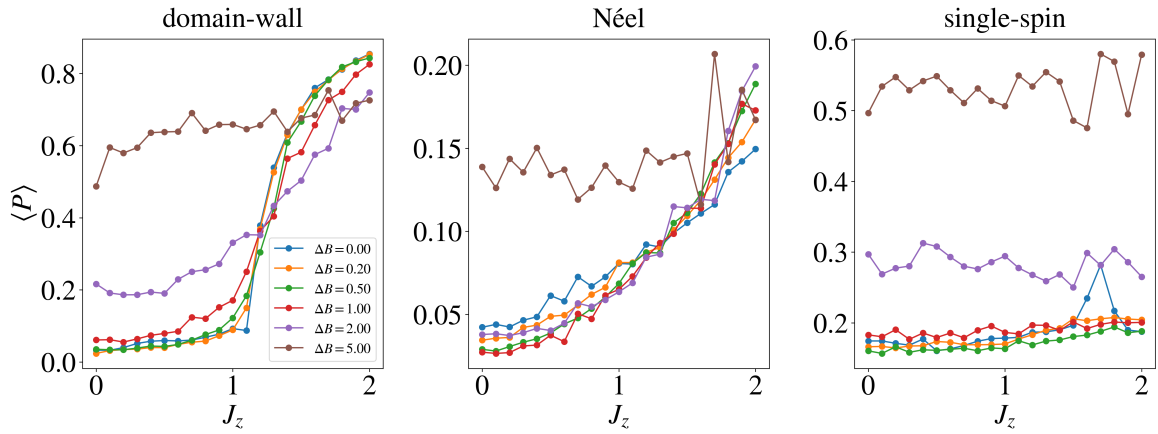 domain-wall
Néel
single-spin
⟨P⟩
0.8
0.6
0.4
0.2
0.0
0
1
2
J_z
ΔB = 0.00
ΔB = 0.20
ΔB = 0.50
ΔB = 1.00
ΔB = 2.00
ΔB = 5.00
0.20
0.15
0.10
0.05
0
1
2
J_z
0.6
0.5
0.4
0.3
0.2
0
1
2
J_z